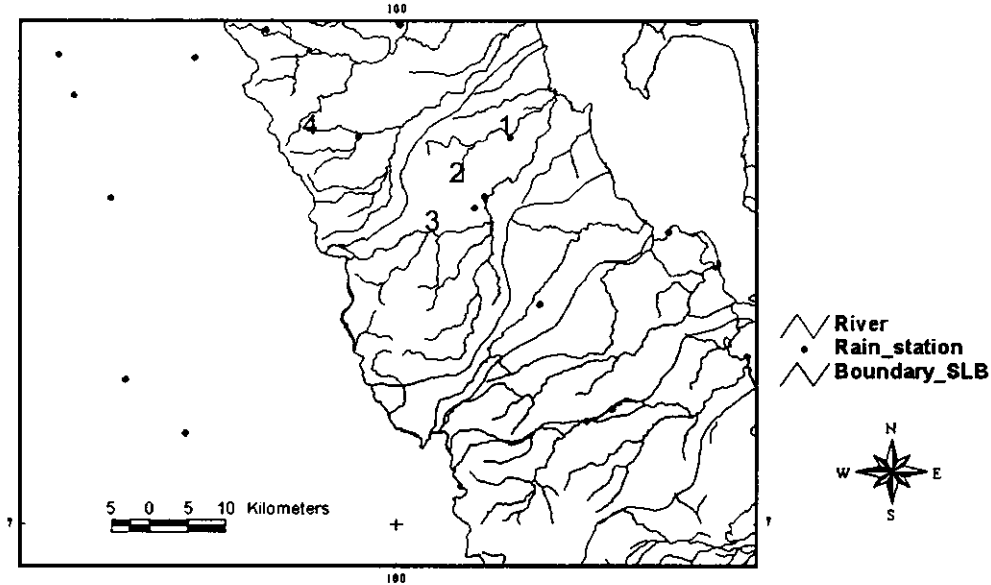 100
4
1
2
3
River
Rain_station
Boundary_SLB
N
W E
S
5 0 5 10 Kilometers
7 7
100